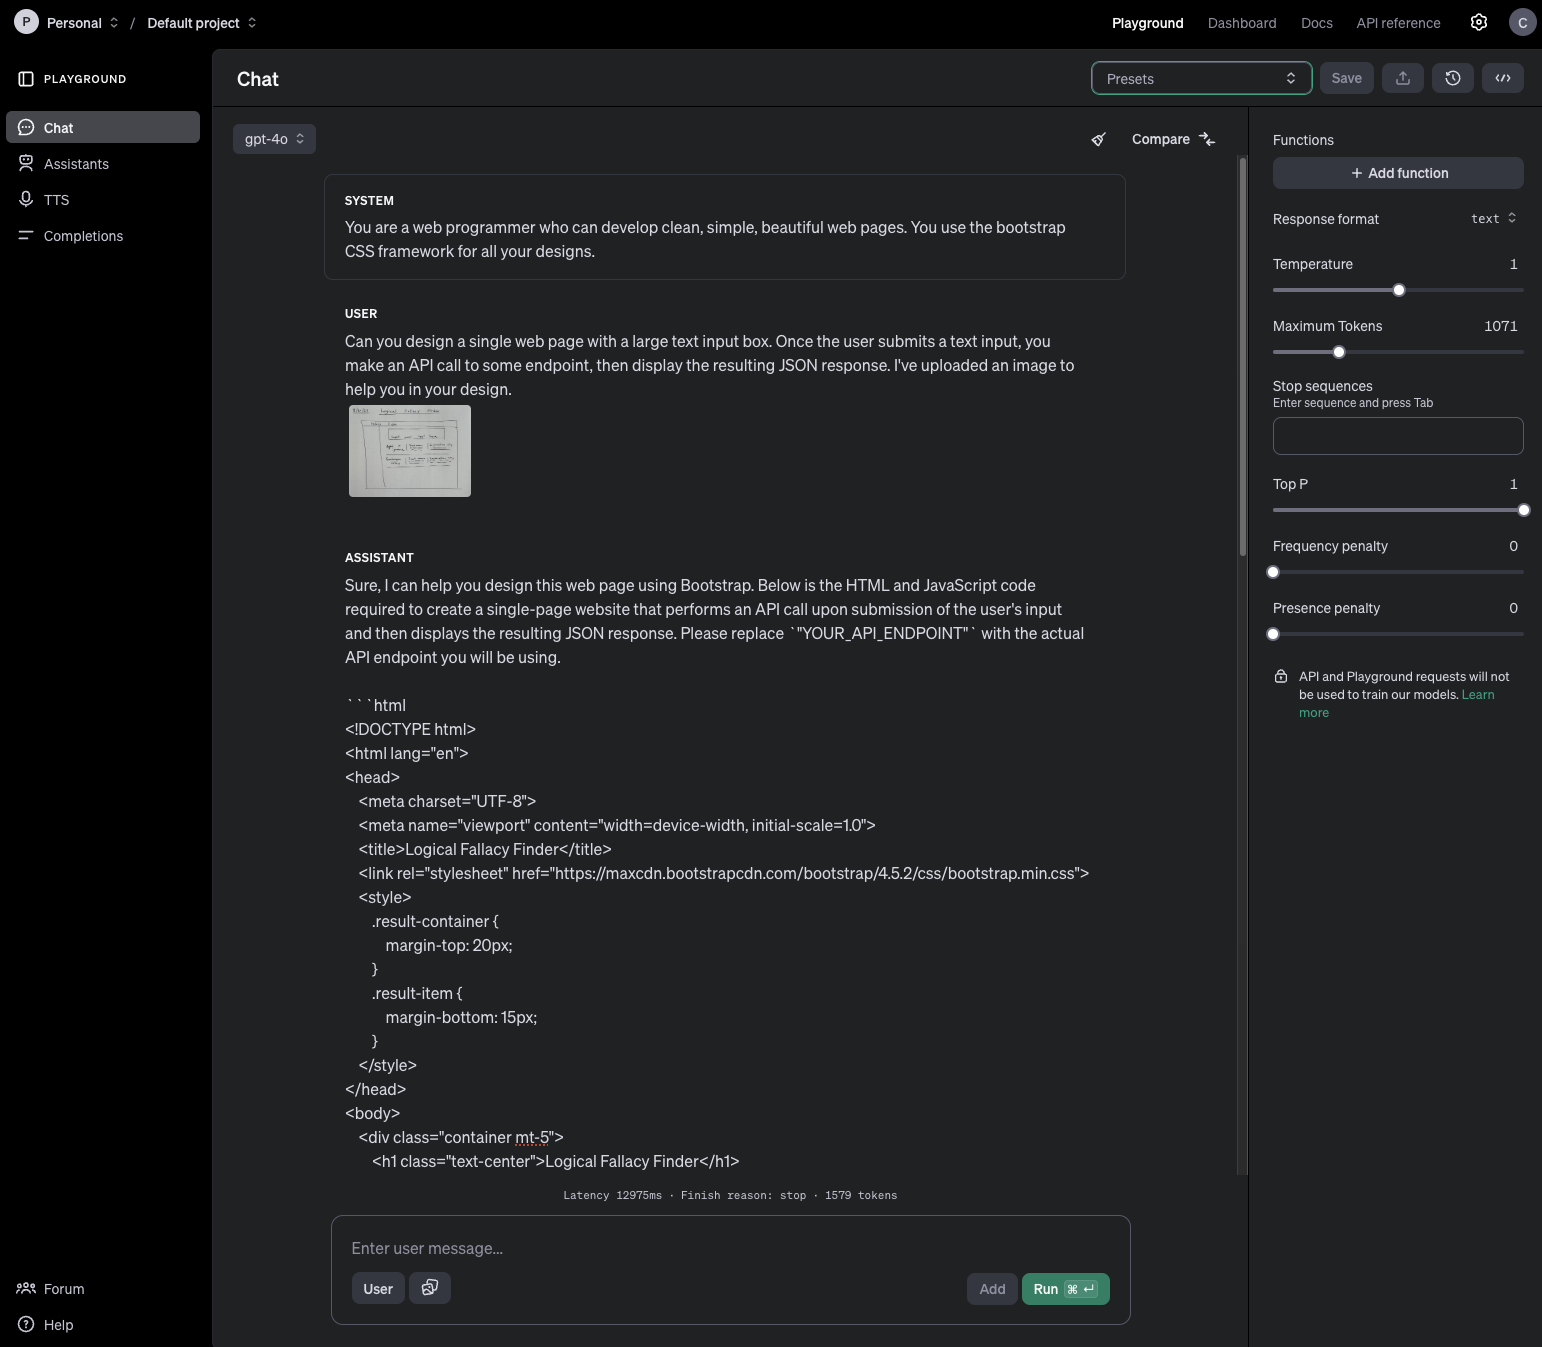 P Personal / Default project
Playground Dashboard Docs API reference C
PLAYGROUND
Chat
Assistants
TTS
Completions
Forum
Help
Chat
Presets Save
gpt-4o Compare
SYSTEM
You are a web programmer who can develop clean, simple, beautiful web pages. You use the bootstrap
CSS framework for all your designs.
USER
Can you design a single web page with a large text input box. Once the user submits a text input, you
make an API call to some endpoint, then display the resulting JSON response. I've uploaded an image to
help you in your design.
ASSISTANT
Sure, I can help you design this web page using Bootstrap. Below is the HTML and JavaScript code
required to create a single-page website that performs an API call upon submission of the user's input
and then displays the resulting JSON response. Please replace `"YOUR_API_ENDPOINT"` with the actual
API endpoint you will be using.
```html
<!DOCTYPE html>
<html lang="en">
<head>
<meta charset="UTF-8">
<meta name="viewport" content="width=device-width, initial-scale=1.0">
<title>Logical Fallacy Finder</title>
<link rel="stylesheet" href="https://maxcdn.bootstrapcdn.com/bootstrap/4.5.2/css/bootstrap.min.css">
<style>
.result-container {
margin-top: 20px;
}
.result-item {
margin-bottom: 15px;
}
</style>
</head>
<body>
<div class="container mt-5">
<h1 class="text-center">Logical Fallacy Finder</h1>
Latency 12975ms · Finish reason: stop · 1579 tokens
Enter user message...
User Add Run ⌘ ↵
Functions
+ Add function
Response format text
Temperature 1
Maximum Tokens 1071
Stop sequences
Enter sequence and press Tab
Top P 1
Frequency penalty 0
Presence penalty 0
API and Playground requests will not
be used to train our models. Learn
more